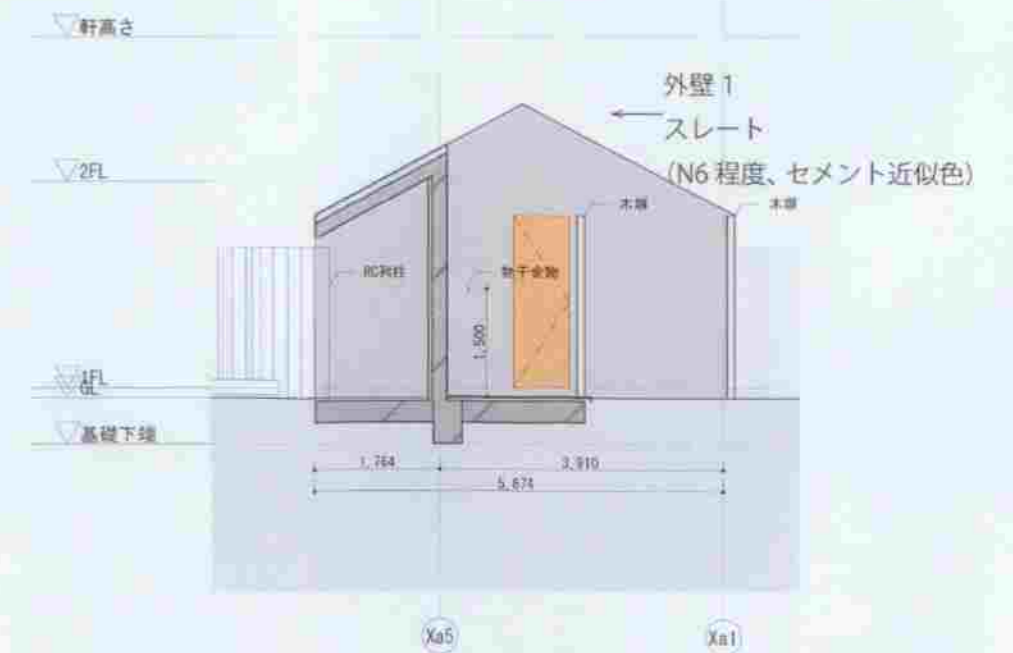 軒高さ
外壁 1
スレート
(N6 程度、セメント近似色)
2FL
木塀
木塀
RC列柱
物干金物
1,500
1FL
GL
基礎下端
1,764
3,910
5,674
Xa5
Xa1